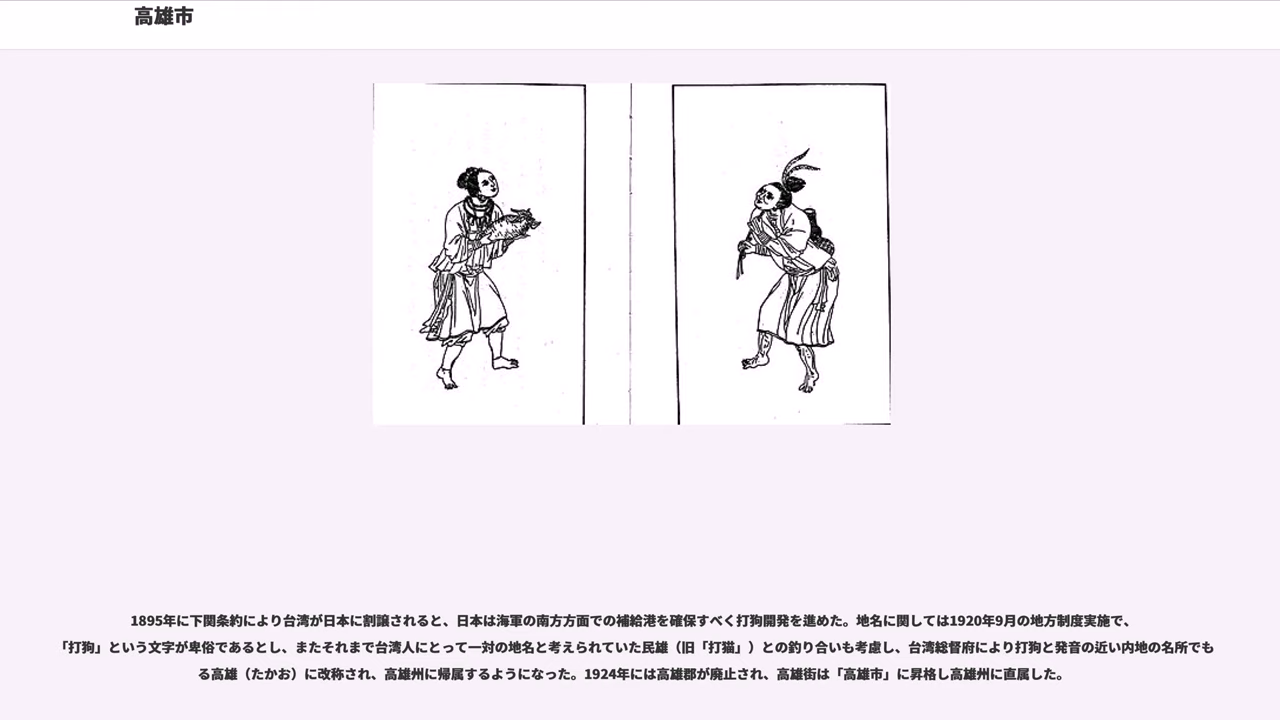 高雄市
1895年に下関条約により台湾が日本に割譲されると、日本は海軍の南方方面での補給港を確保すべく打狗開発を進めた。地名に関しては1920年9月の地方制度実施で、
「打狗」という文字が卑俗であるとし、またそれまで台湾人にとって一対の地名と考えられていた民雄（旧「打猫」）との釣り合いも考慮し、台湾総督府により打狗と発音の近い内地の名所でも
る高雄（たかお）に改称され、高雄州に帰属するようになった。1924年には高雄郡が廃止され、高雄街は「高雄市」に昇格し高雄州に直属した。